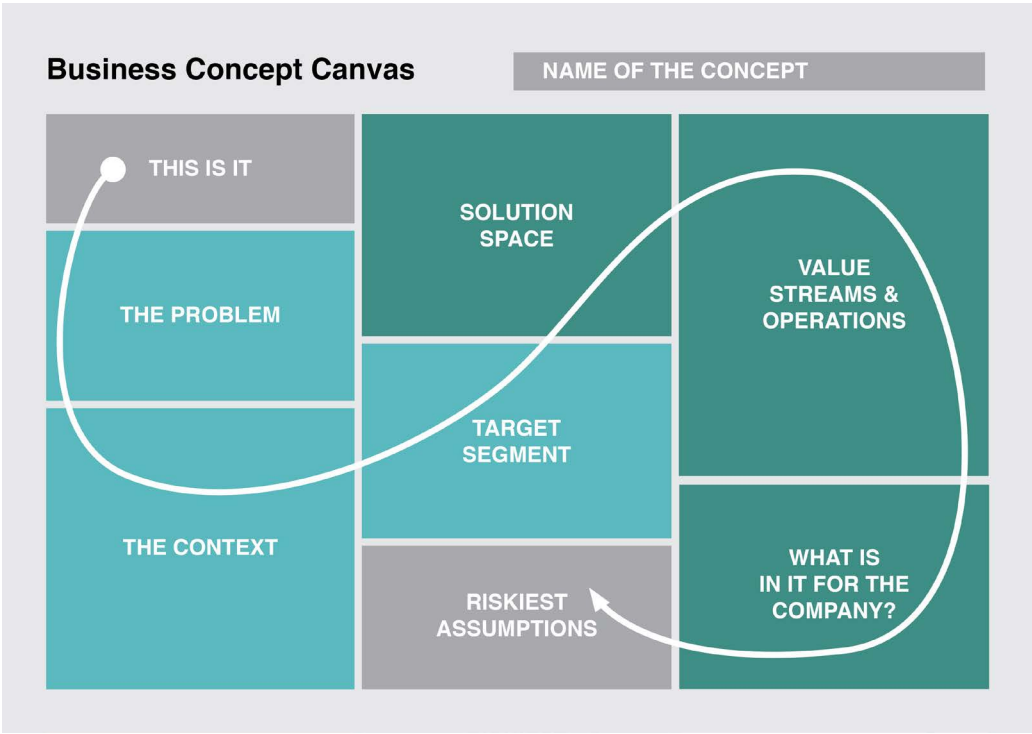 Business Concept Canvas
NAME OF THE CONCEPT
THIS IS IT
THE PROBLEM
THE CONTEXT
SOLUTION
SPACE
TARGET
SEGMENT
RISKIEST
ASSUMPTIONS
VALUE
STREAMS &
OPERATIONS
WHAT IS
IN IT FOR THE
COMPANY?